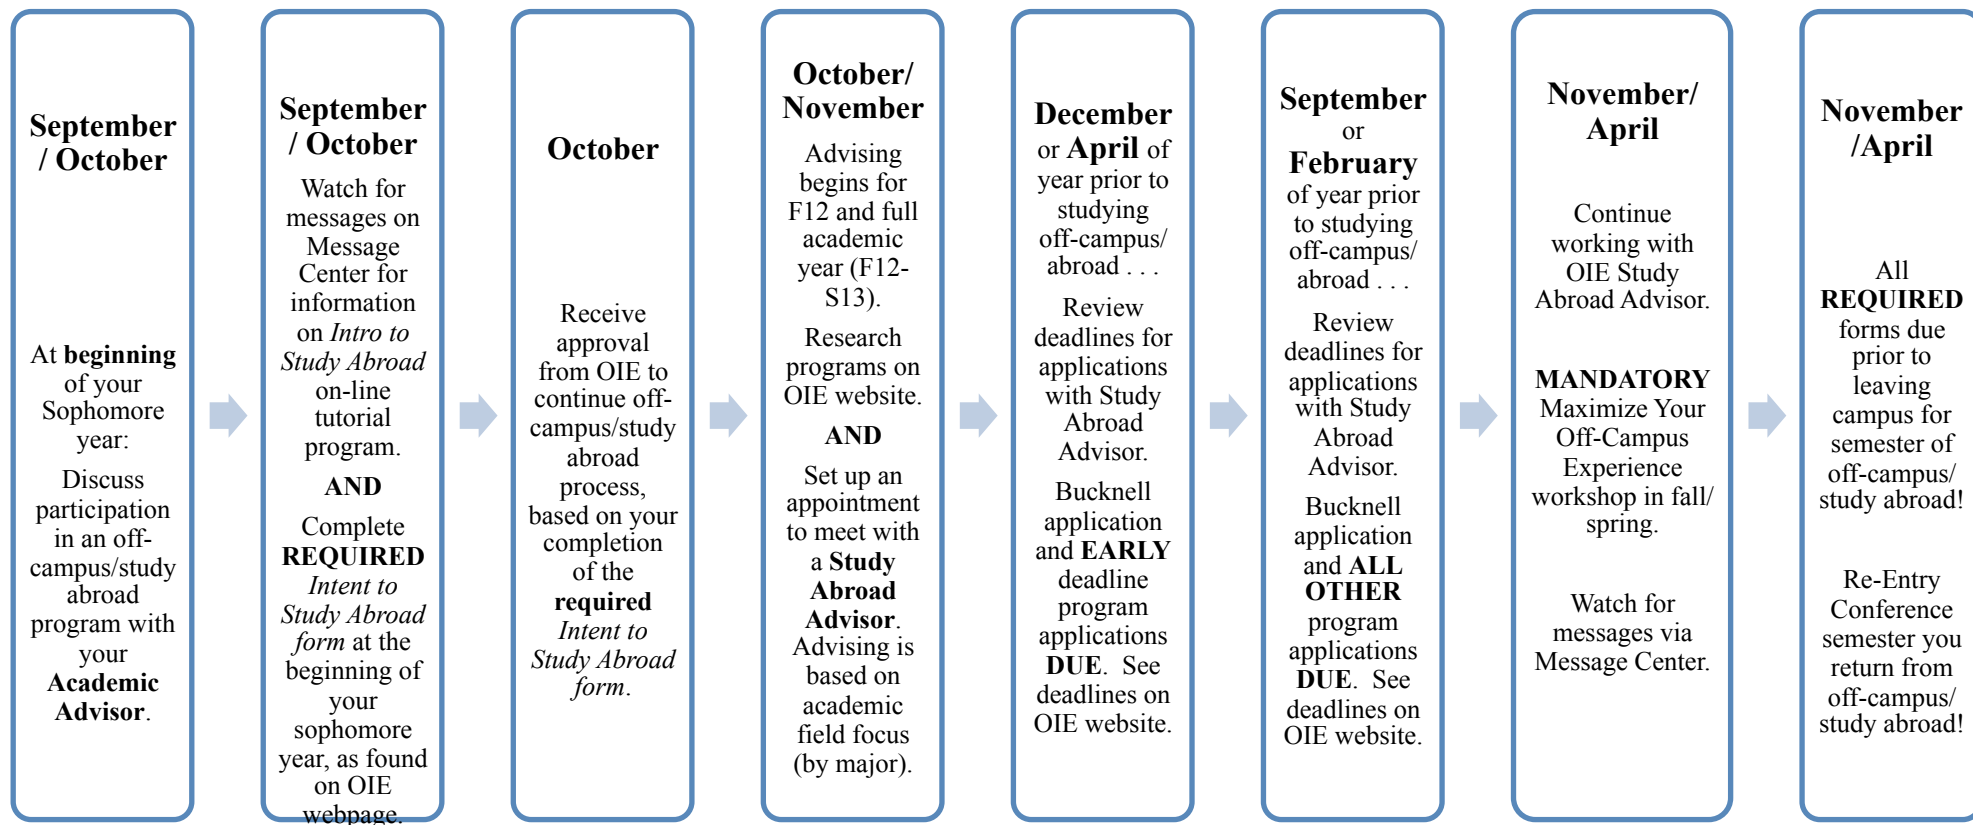 September
/ October
At beginning
of your
Sophomore
year:
Discuss
participation
in an off-
campus/study
abroad
program with
your
Academic
Advisor.
September
/ October
Watch for
messages on
Message
Center for
information
on Intro to
Study Abroad
on-line
tutorial
program.
AND
Complete
REQUIRED
Intent to
Study Abroad
form at the
beginning of
your
sophomore
year, as found
on OIE
webpage.
October
Receive
approval
from OIE to
continue off-
campus/study
abroad
process,
based on your
completion
of the
required
Intent to
Study Abroad
form.
October/
November
Advising
begins for
F12 and full
academic
year (F12-
S13).
Research
programs on
OIE website.
AND
Set up an
appointment
to meet with
a Study
Abroad
Advisor.
Advising is
based on
academic
field focus
(by major).
December
or April of
year prior to
studying
off-campus/
abroad . . .
Review
deadlines for
applications
with Study
Abroad
Advisor.
Bucknell
application
and EARLY
deadline
program
applications
DUE.  See
deadlines on
OIE website.
September
or
February
of year prior
to studying
off-campus/
abroad . . .
Review
deadlines for
applications
with Study
Abroad
Advisor.
Bucknell
application
and ALL
OTHER
program
applications
DUE.  See
deadlines on
OIE website.
November/
April
Continue
working with
OIE Study
Abroad Advisor.
MANDATORY
Maximize Your
Off-Campus
Experience
workshop in fall/
spring.
Watch for
messages via
Message Center.
November
/April
All
REQUIRED
forms due
prior to
leaving
campus for
semester of
off-campus/
study abroad!
Re-Entry
Conference
semester you
return from
off-campus/
study abroad!